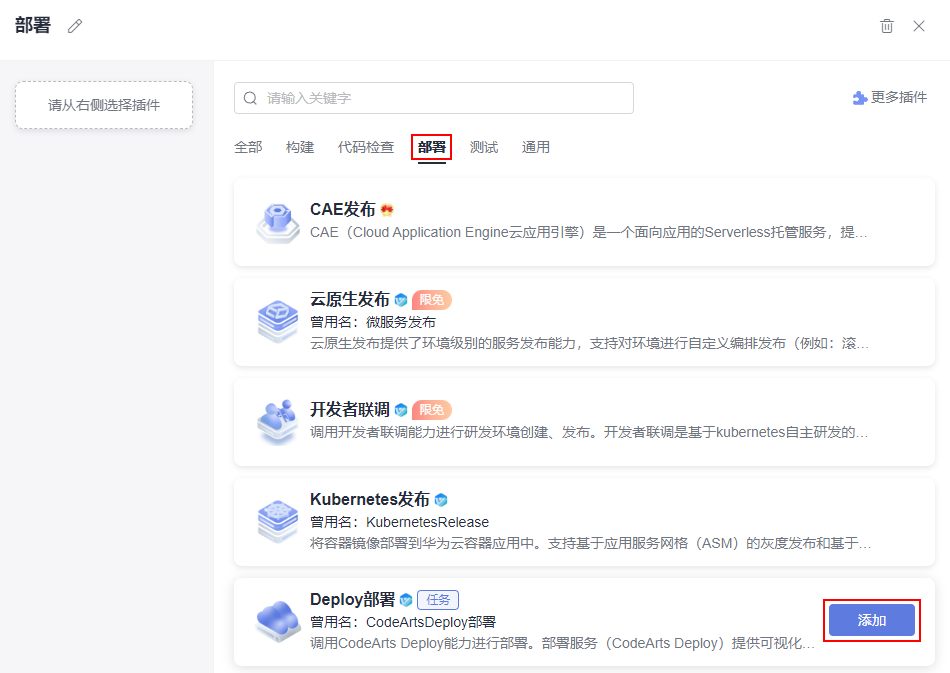 部署
请从右侧选择插件
请输入关键字
更多插件
全部 构建 代码检查 部署 测试 通用
CAE发布
CAE（Cloud Application Engine云应用引擎）是一个面向应用的Serverless托管服务，提…
云原生发布 限免
曾用名：微服务发布
云原生发布提供了环境级别的服务发布能力，支持对环境进行自定义编排发布（例如：滚…
开发者联调 限免
调用开发者联调能力进行研发环境创建、发布。开发者联调是基于kubernetes自主研发的…
Kubernetes发布
曾用名：KubernetesRelease
将容器镜像部署到华为云容器应用中。支持基于应用服务网格（ASM）的灰度发布和基于…
Deploy部署 任务
曾用名：CodeArtsDeploy部署
调用CodeArts Deploy能力进行部署。部署服务（CodeArts Deploy）提供可视化…
添加